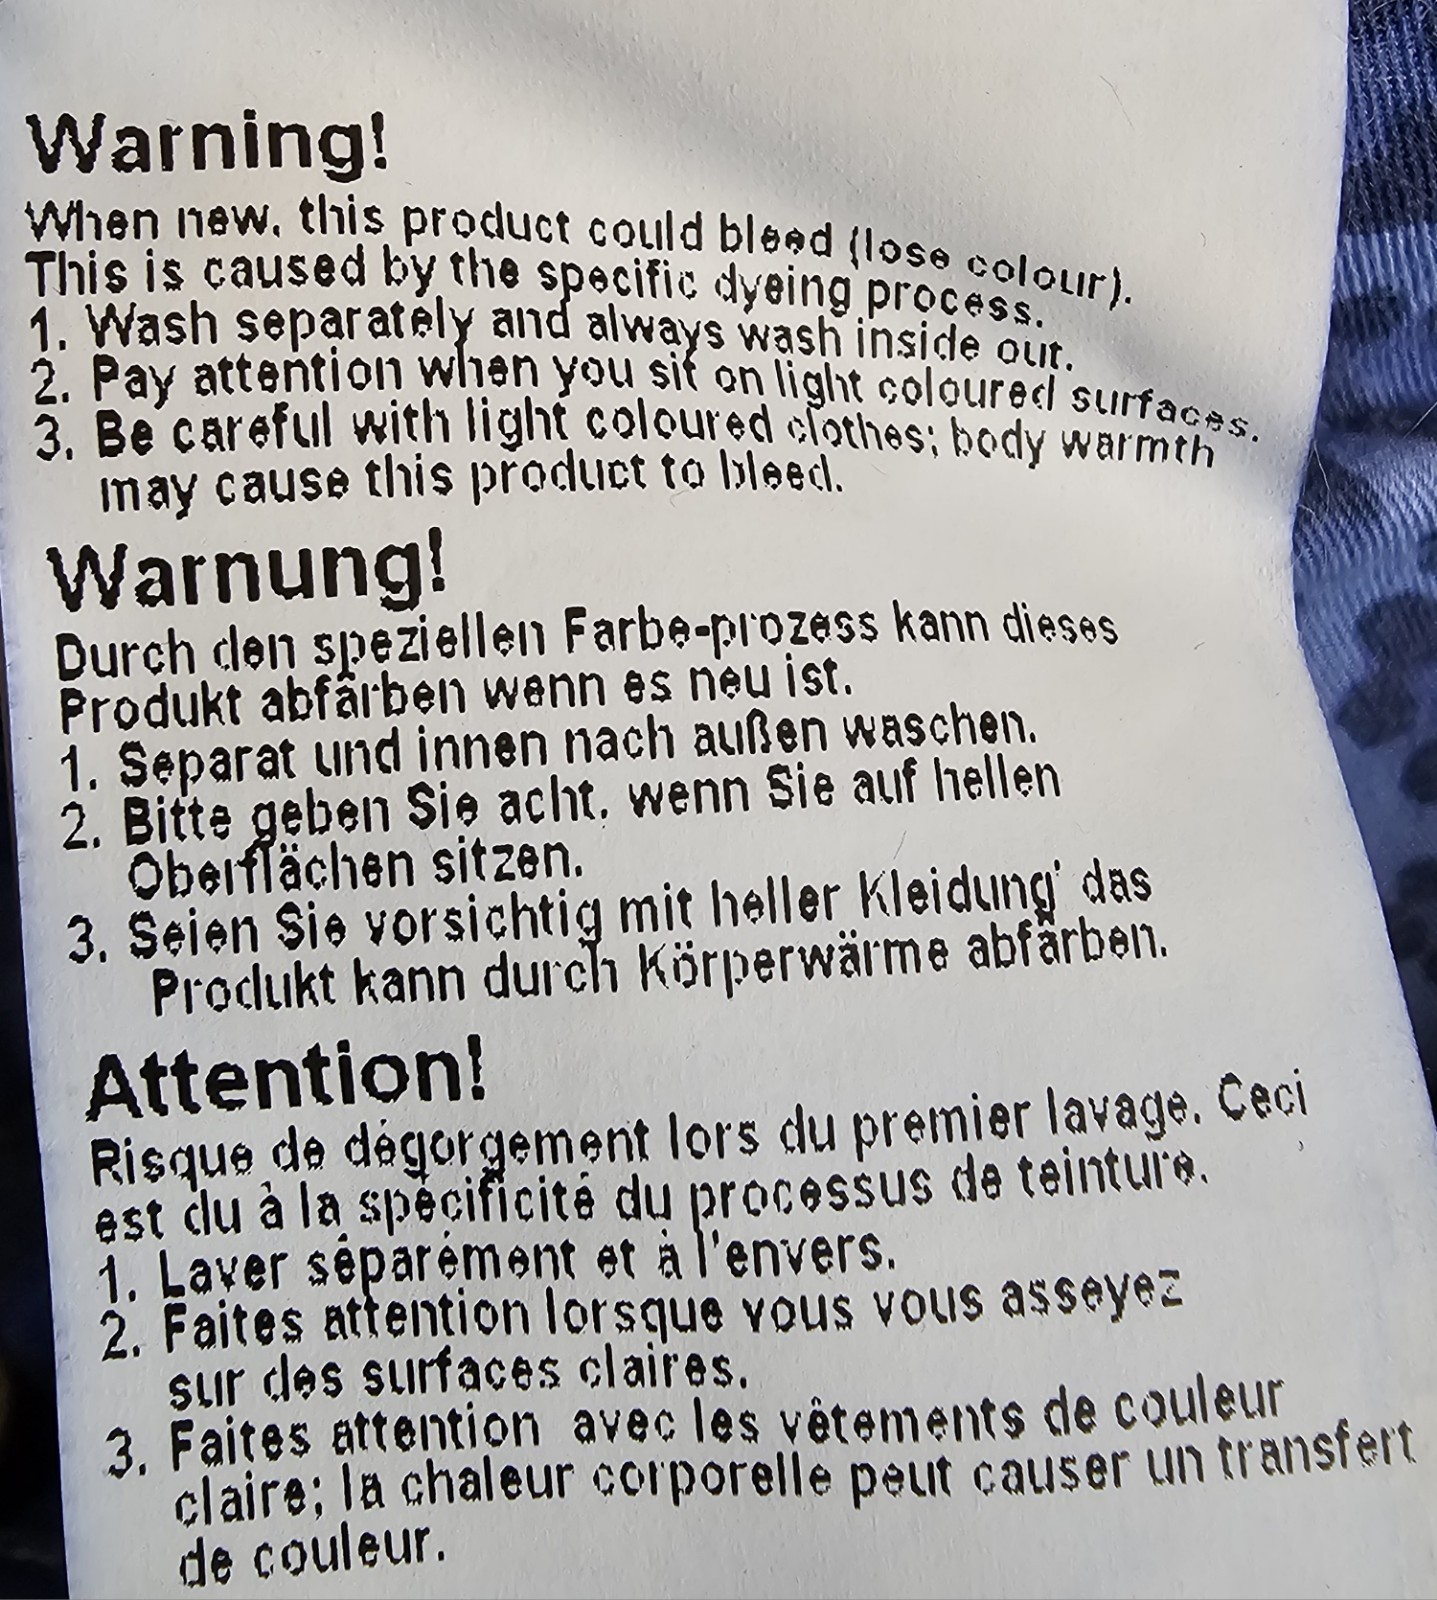 Warning!
When new, this product could bleed (lose colour).
This is caused by the specific dyeing process.
1. Wash separately and always wash inside out.
2. Pay attention when you sit on light coloured surfaces.
3. Be careful with light coloured clothes; body warmth
may cause this product to bleed.
Warnung!
Durch den speziellen Farbe-prozess kann dieses
Produkt abfärben wenn es neu ist.
1. Separat und innen nach außen waschen.
2. Bitte geben Sie acht, wenn Sie auf hellen
Oberflächen sitzen.
3. Seien Sie vorsichtig mit heller Kleidung' das
Produkt kann durch Körperwärme abfärben.
Attention!
Risque de dégorgement lors du premier lavage. Ceci
est du à la spécificité du processus de teinture.
1. Laver séparément et à l'envers.
2. Faites attention lorsque vous vous asseyez
sur des surfaces claires.
3. Faites attention avec les vêtements de couleur
claire; la chaleur corporelle peut causer un transfert
de couleur.